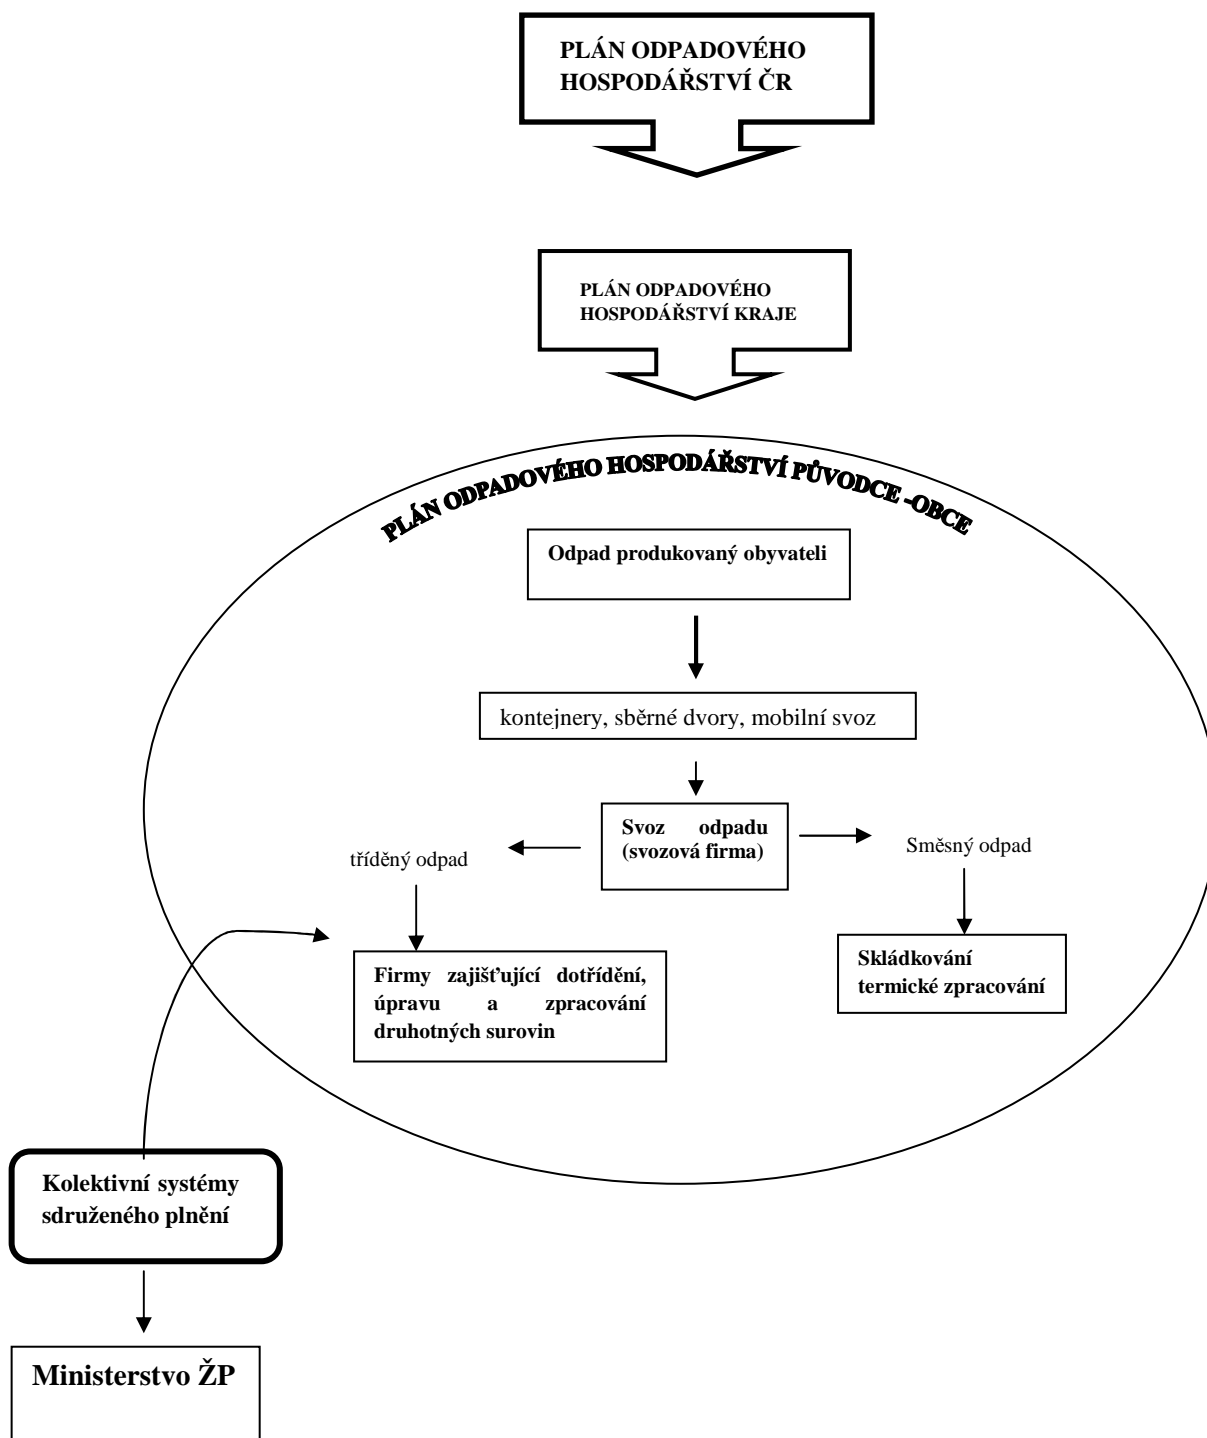 PLÁN ODPADOVÉHO
HOSPODÁŘSTVÍ ČR
PLÁN ODPADOVÉHO
HOSPODÁŘSTVÍ KRAJE
PLÁN ODPADOVÉHO HOSPODÁŘSTVÍ PŮVODCE -OBCE
Odpad produkovaný obyvateli
kontejnery, sběrné dvory, mobilní svoz
Svoz odpadu
(svozová firma)
tříděný odpad
Směsný odpad
Firmy zajišťující dotřídění,
úpravu a zpracování
druhotných surovin
Skládkování
termické zpracování
Kolektivní systémy
sdruženého plnění
Ministerstvo ŽP